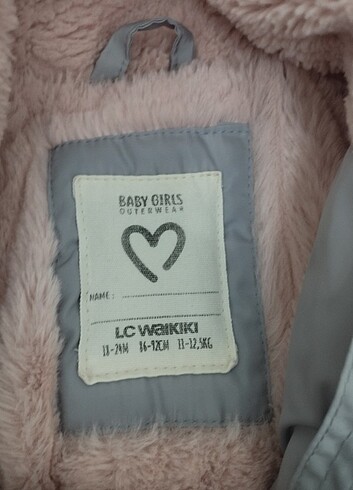 BABY GIRLS
OUTERWEAR
NAME:
LC WAIKIKI
18-24M 86-92CM 11-12,5KG